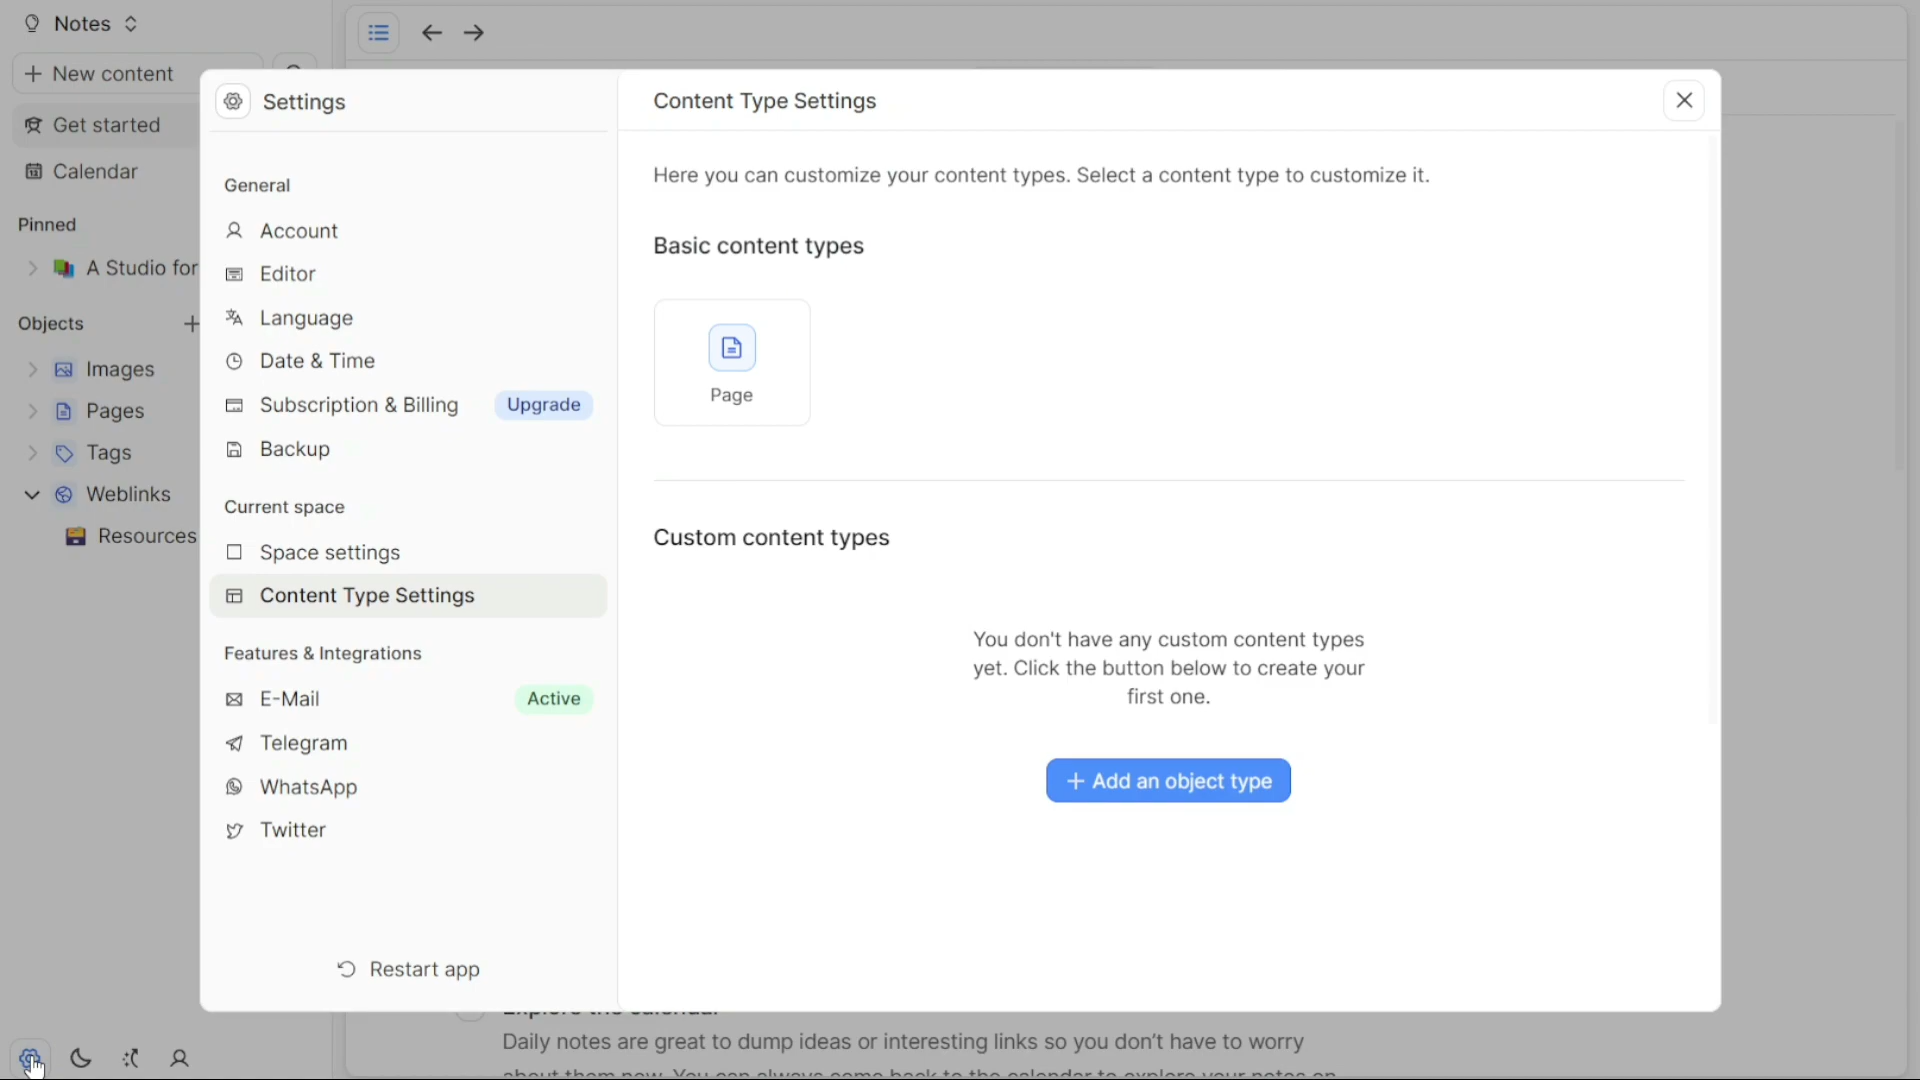 Notes
New content
Get started
Calendar
Pinned
A Studio for
Objects
Images
Pages
Tags
Weblinks
Resources
Settings
General
Account
Editor
Language
Date & Time
Subscription & Billing Upgrade
Backup
Current space
Space settings
Content Type Settings
Features & Integrations
E-Mail Active
Telegram
WhatsApp
Twitter
Restart app
Content Type Settings
Here you can customize your content types. Select a content type to customize it.
Basic content types
Page
Custom content types
You don't have any custom content types
yet. Click the button below to create your
first one.
+ Add an object type
Daily notes are great to dump ideas or interesting links so you don't have to worry